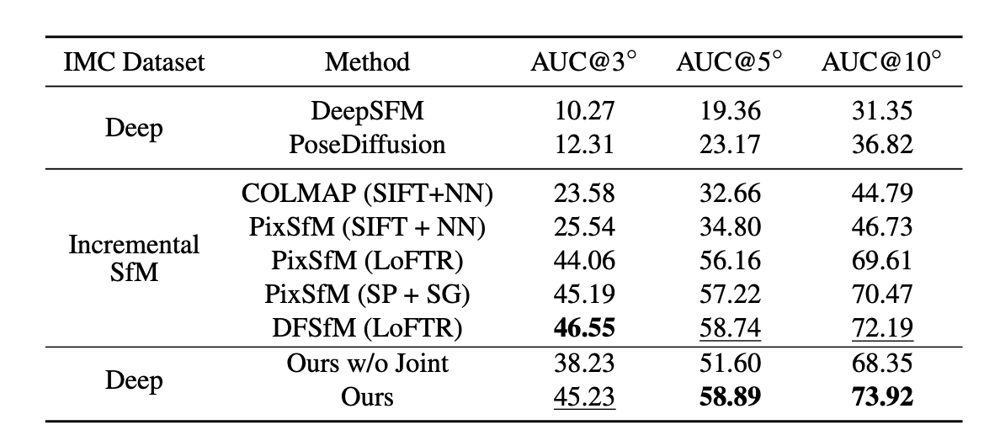 IMC Dataset Method AUC@3° AUC@5° AUC@10°
Deep DeepSFM 10.27 19.36 31.35
PoseDiffusion 12.31 23.17 36.82
Incremental SfM COLMAP (SIFT+NN) 23.58 32.66 44.79
PixSfM (SIFT + NN) 25.54 34.80 46.73
PixSfM (LoFTR) 44.06 56.16 69.61
PixSfM (SP + SG) 45.19 57.22 70.47
DFSfM (LoFTR) 46.55 58.74 72.19
Deep Ours w/o Joint 38.23 51.60 68.35
Ours 45.23 58.89 73.92